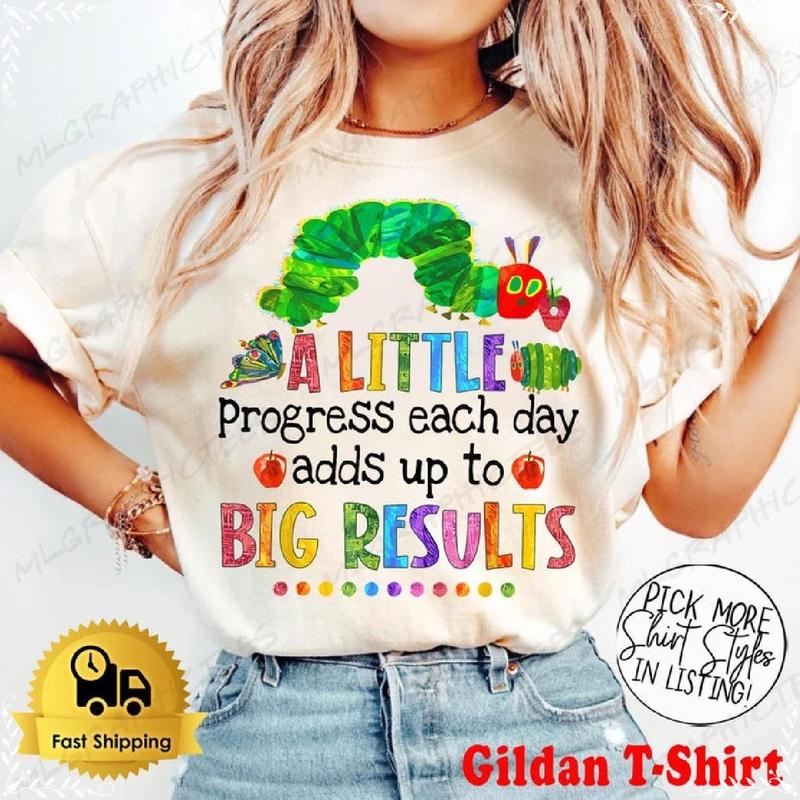 A LITTLE
progress each day
adds up to
BIG RESULTS
PICK MORE
Shirt Styles
IN LISTING!
Fast Shipping
Gildan T-Shirt
MLGRAPHICTEES